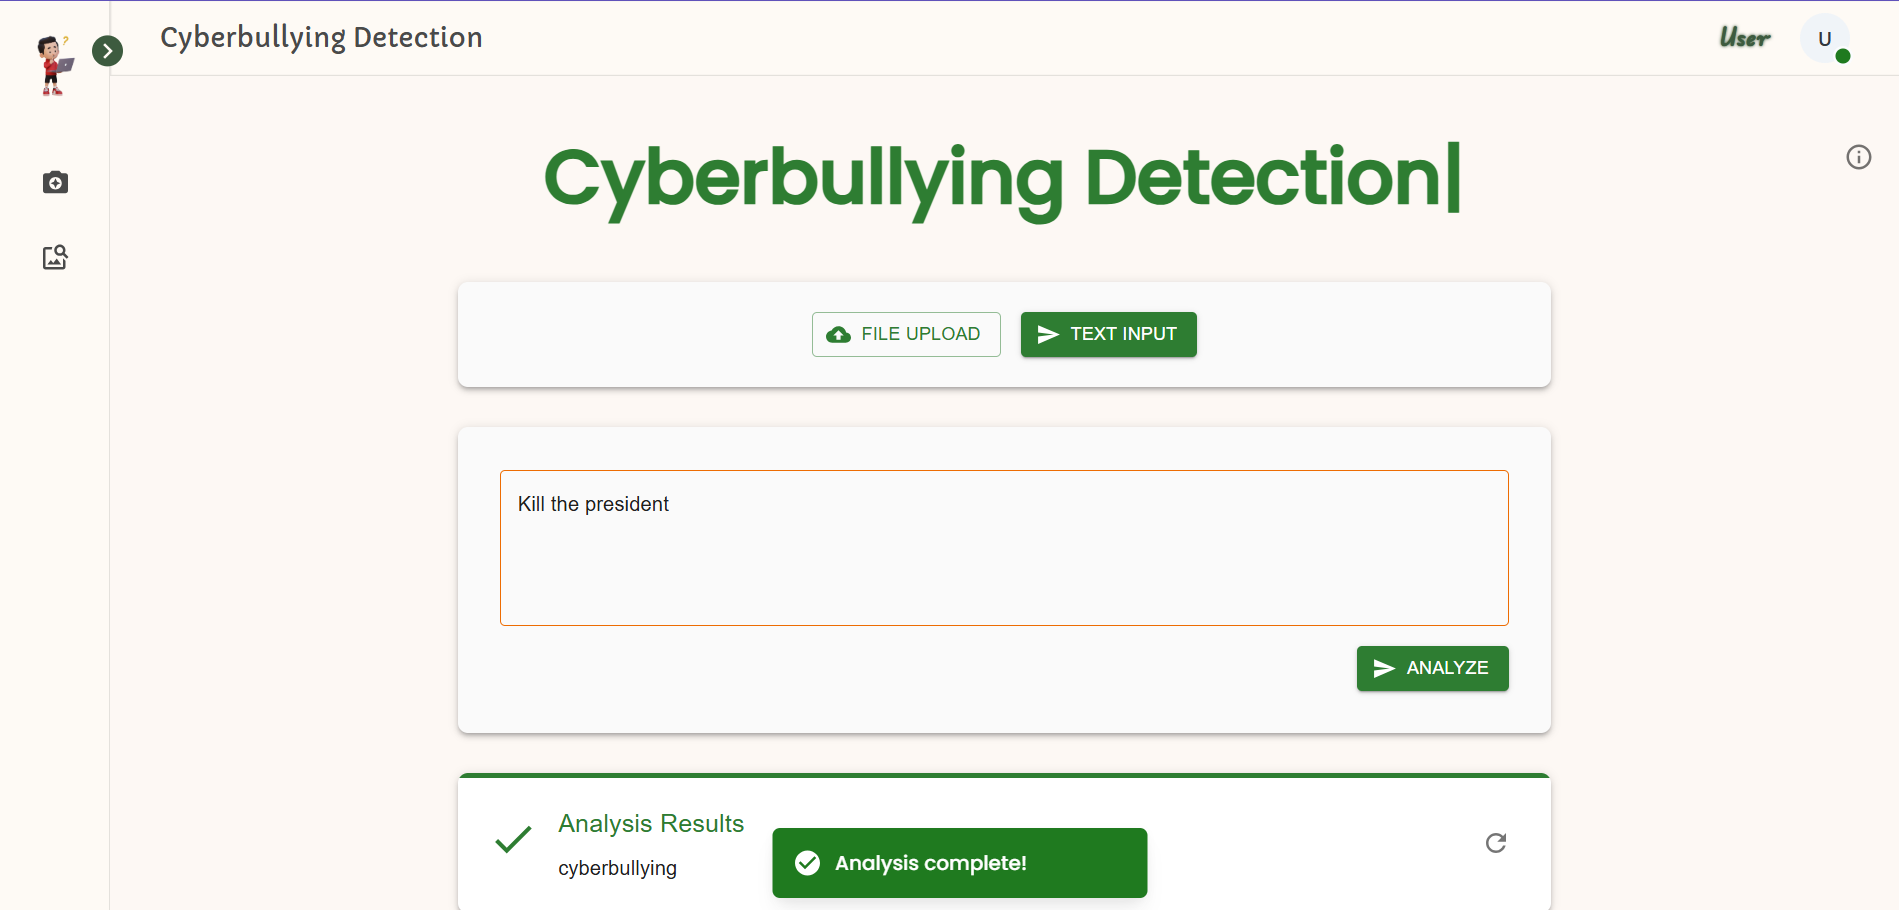 Cyberbullying Detection
User
U
Cyberbullying Detection|
FILE UPLOAD
TEXT INPUT
Kill the president
ANALYZE
Analysis Results
cyberbullying
Analysis complete!